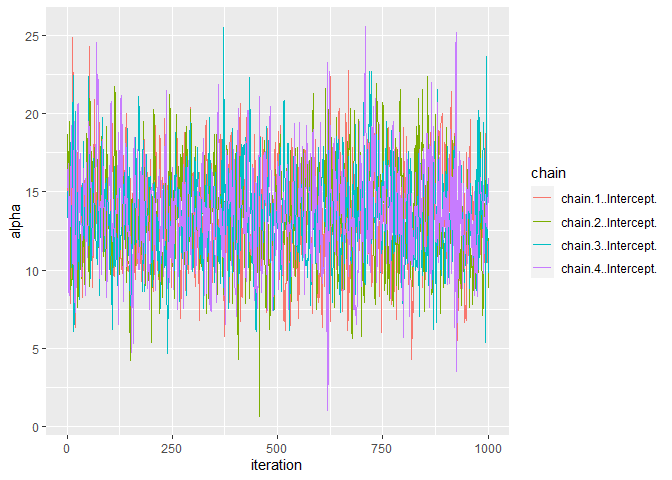 25
20
15
10
5
0
alpha
0 250 500 750 1000
iteration
chain
chain.1..Intercept.
chain.2..Intercept.
chain.3..Intercept.
chain.4..Intercept.